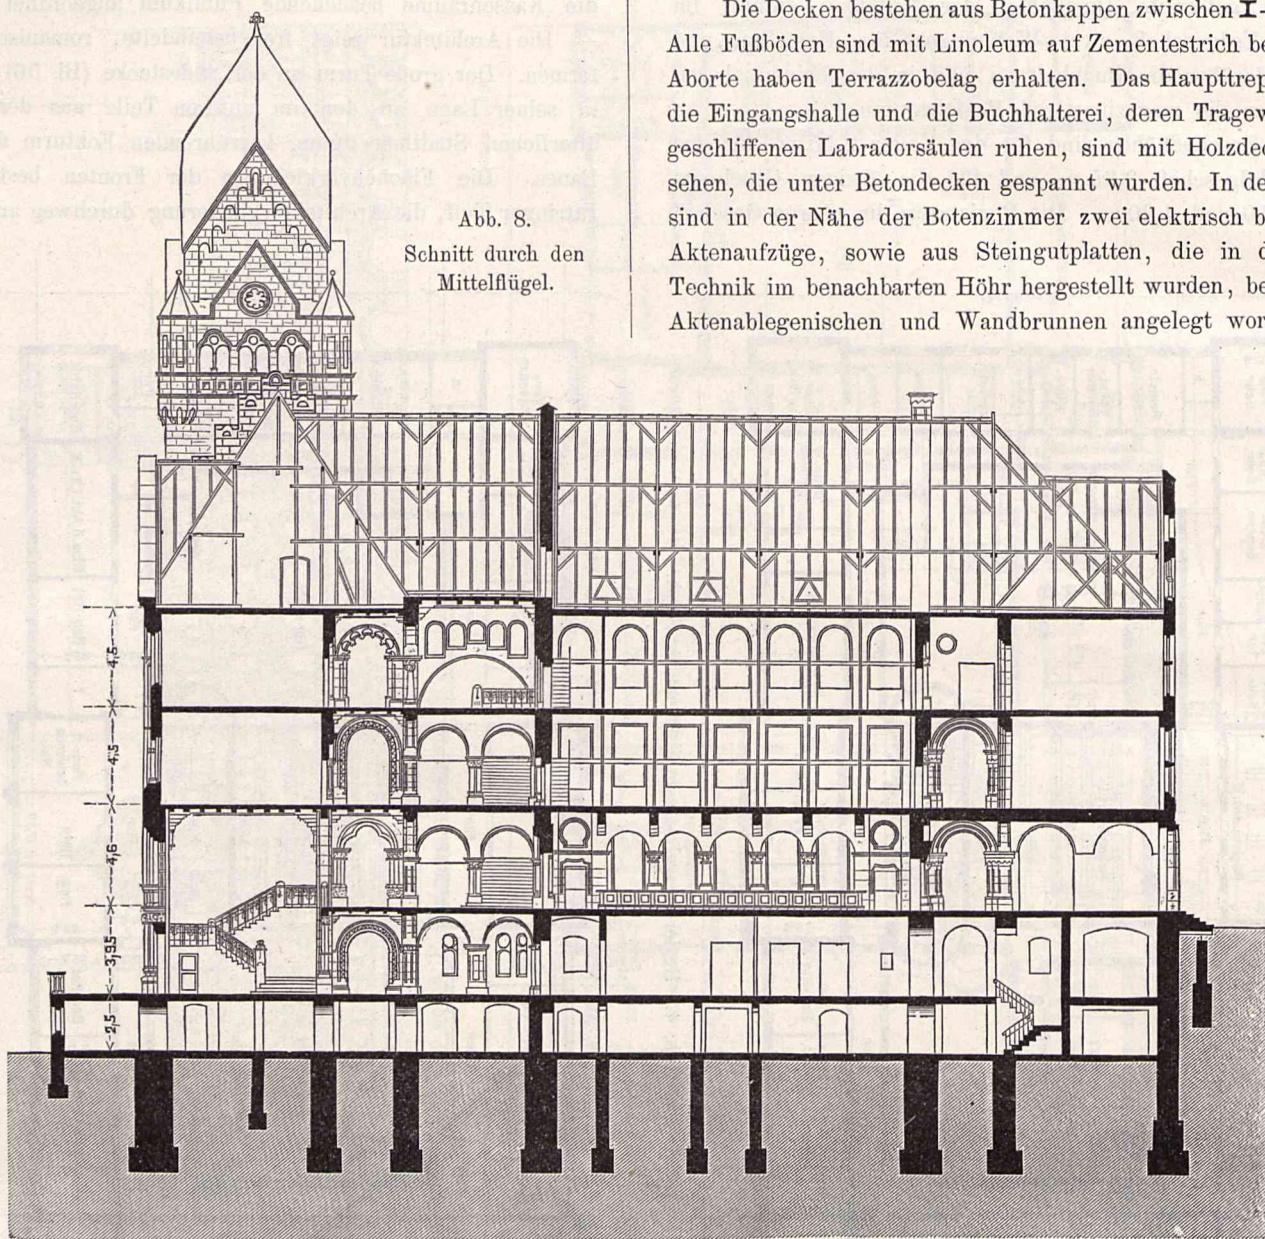 Die Decken bestehen aus Betonkappen zwischen I-
Alle Fußböden sind mit Linoleum auf Zementestrich be
Aborte haben Terrazzobelag erhalten. Das Haupttrep
die Eingangshalle und die Buchhalterei, deren Tragew
geschliffenen Labradorsäulen ruhen, sind mit Holzdec
sehen, die unter Betondecken gespannt wurden. In de
sind in der Nähe der Botenzimmer zwei elektrisch b
Aktenaufzüge, sowie aus Steingutplatten, die in d
Technik im benachbarten Höhr hergestellt wurden, be
Aktenablegenischen und Wandbrunnen angelegt wor
Abb. 8.
Schnitt durch den
Mittelflügel.
4,5
4,5
4,6
3,95
2,5